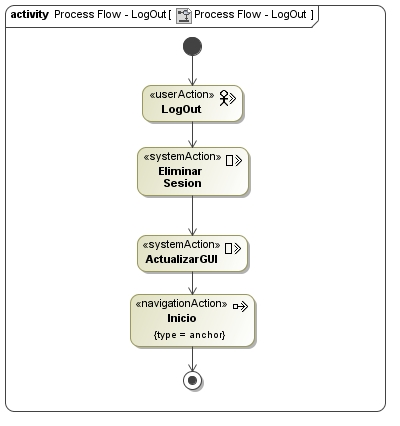 activity Process Flow - LogOut[ Process Flow - LogOut ]
«userAction»
LogOut
«systemAction»
Eliminar
Sesion
«systemAction»
ActualizarGUI
«navigationAction»
Inicio
{type = anchor}